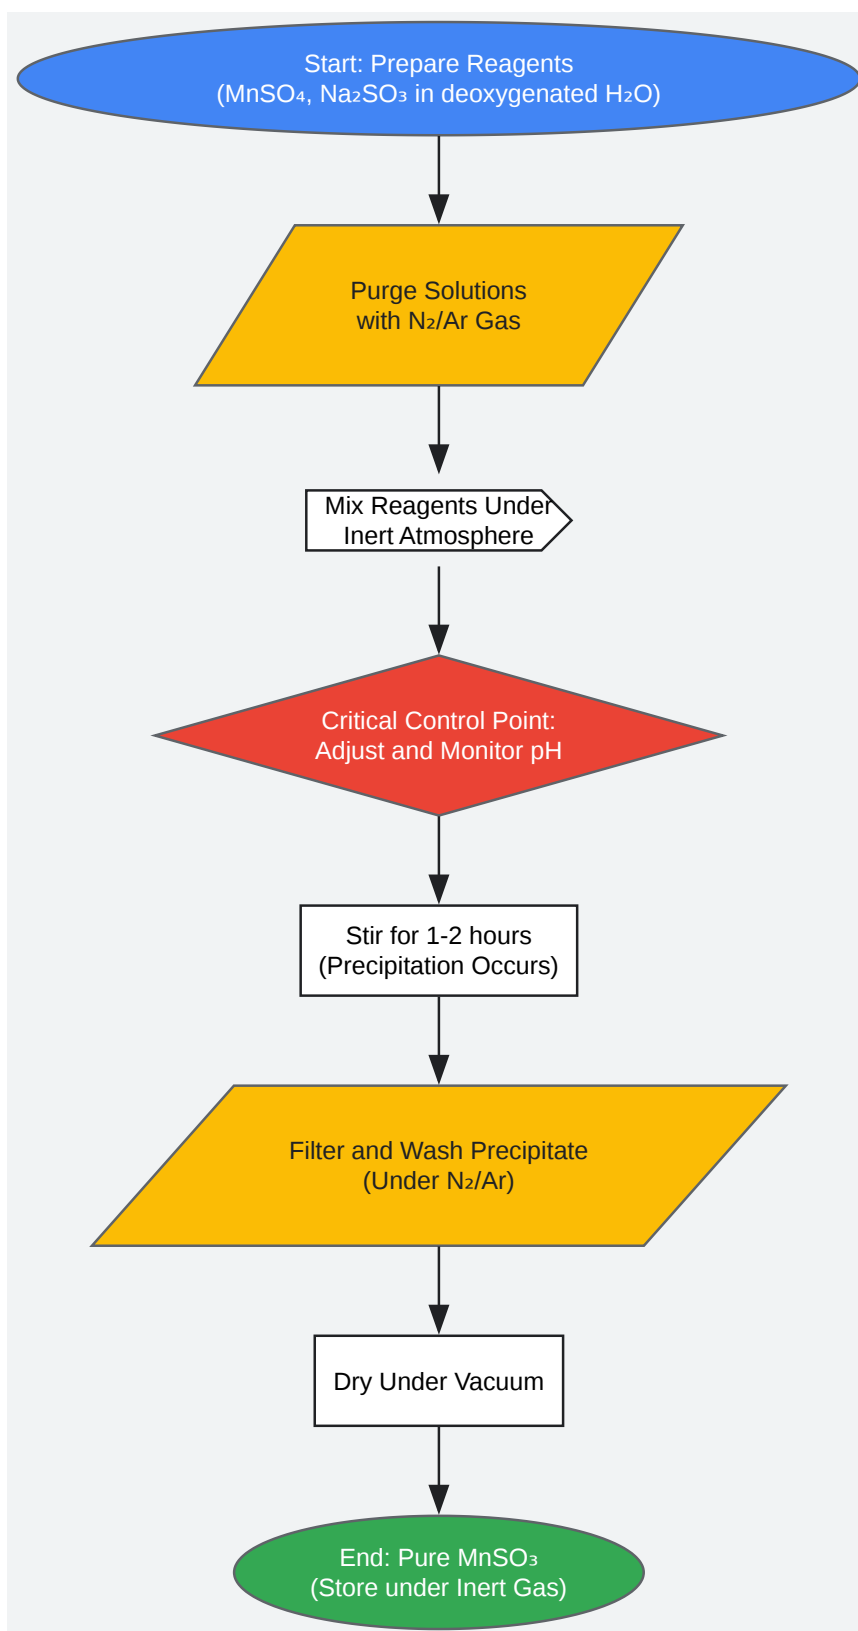 Start: Prepare Reagents
(MnSO₄, Na₂SO₃ in deoxygenated H₂O)
Purge Solutions
with N₂/Ar Gas
Mix Reagents Under
Inert Atmosphere
Critical Control Point:
Adjust and Monitor pH
Stir for 1-2 hours
(Precipitation Occurs)
Filter and Wash Precipitate
(Under N₂/Ar)
Dry Under Vacuum
End: Pure MnSO₃
(Store under Inert Gas)